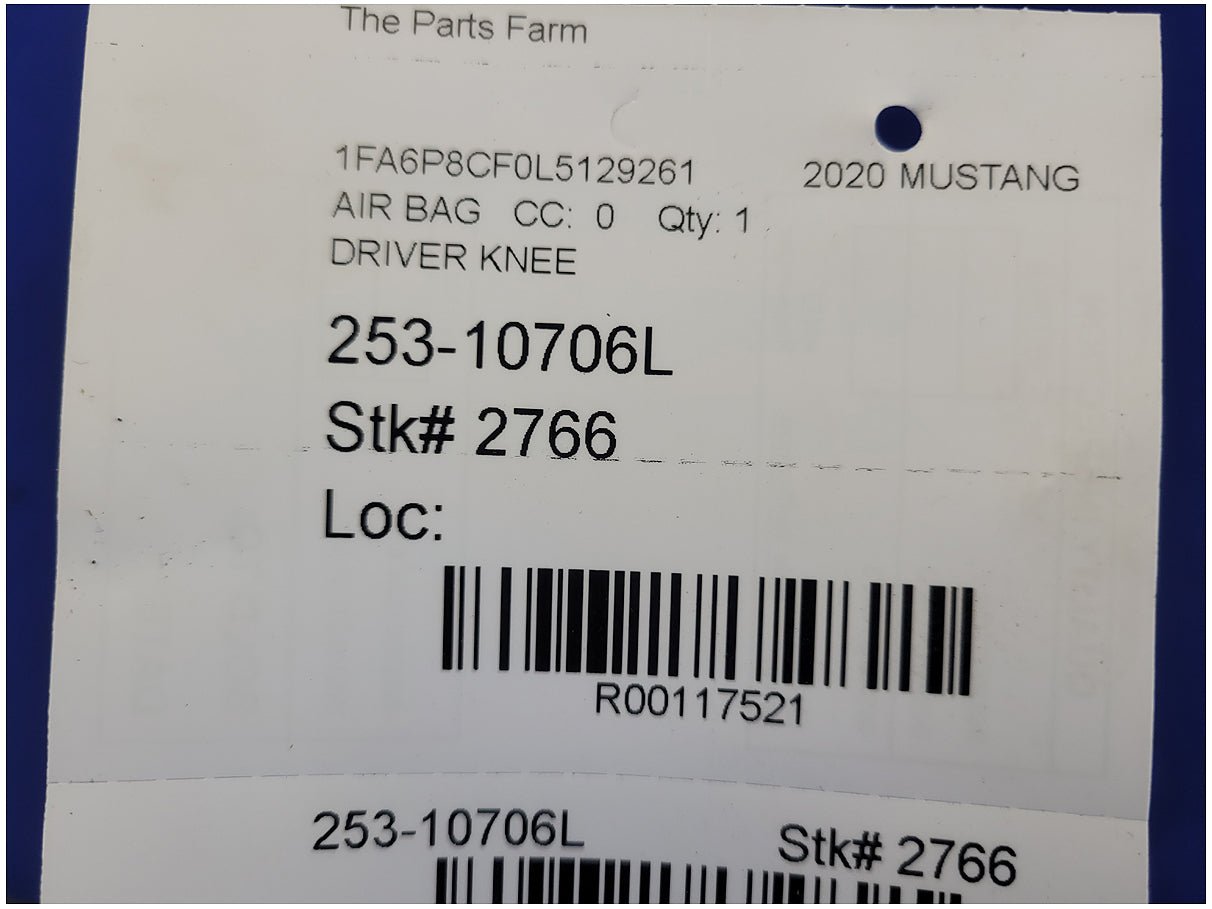 The Parts Farm
1FA6P8CF0L5129261 2020 MUSTANG
AIR BAG CC: 0 Qty: 1
DRIVER KNEE
253-10706L
Stk# 2766
Loc:
R00117521
253-10706L Stk# 2766